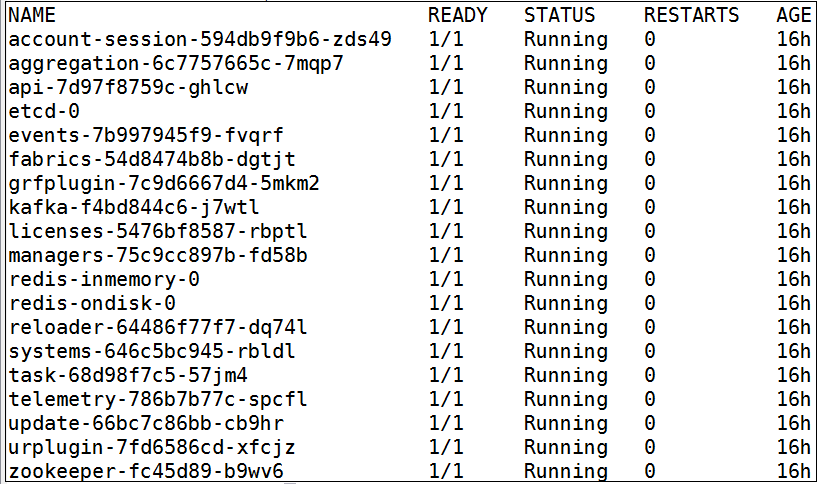 NAME READY STATUS RESTARTS AGE
account-session-594db9f9b6-zds49 1/1 Running 0 16h
aggregation-6c7757665c-7mqp7 1/1 Running 0 16h
api-7d97f8759c-ghlcw 1/1 Running 0 16h
etcd-0 1/1 Running 0 16h
events-7b997945f9-fvqrf 1/1 Running 0 16h
fabrics-54d8474b8b-dgtjt 1/1 Running 0 16h
grfplugin-7c9d6667d4-5mkm2 1/1 Running 0 16h
kafka-f4bd844c6-j7wtl 1/1 Running 0 16h
licenses-5476bf8587-rbptl 1/1 Running 0 16h
managers-75c9cc897b-fd58b 1/1 Running 0 16h
redis-inmemory-0 1/1 Running 0 16h
redis-ondisk-0 1/1 Running 0 16h
reloader-64486f77f7-dq74l 1/1 Running 0 16h
systems-646c5bc945-rbldl 1/1 Running 0 16h
task-68d98f7c5-57jm4 1/1 Running 0 16h
telemetry-786b7b77c-spcfl 1/1 Running 0 16h
update-66bc7c86bb-cb9hr 1/1 Running 0 16h
urplugin-7fd6586cd-xfcjz 1/1 Running 0 16h
zookeeper-fc45d89-b9wv6 1/1 Running 0 16h